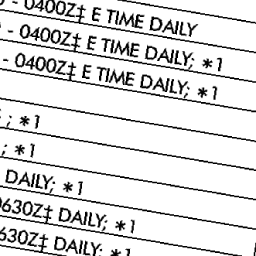 - 0400Z‡ E TIME DAILY
- 0400Z‡ E TIME DAILY; *1
- 0400Z‡ E TIME DAILY; *1
; *1
; *1
DAILY; *1
0630Z‡ DAILY; *1
630Z‡ DAILY; *1